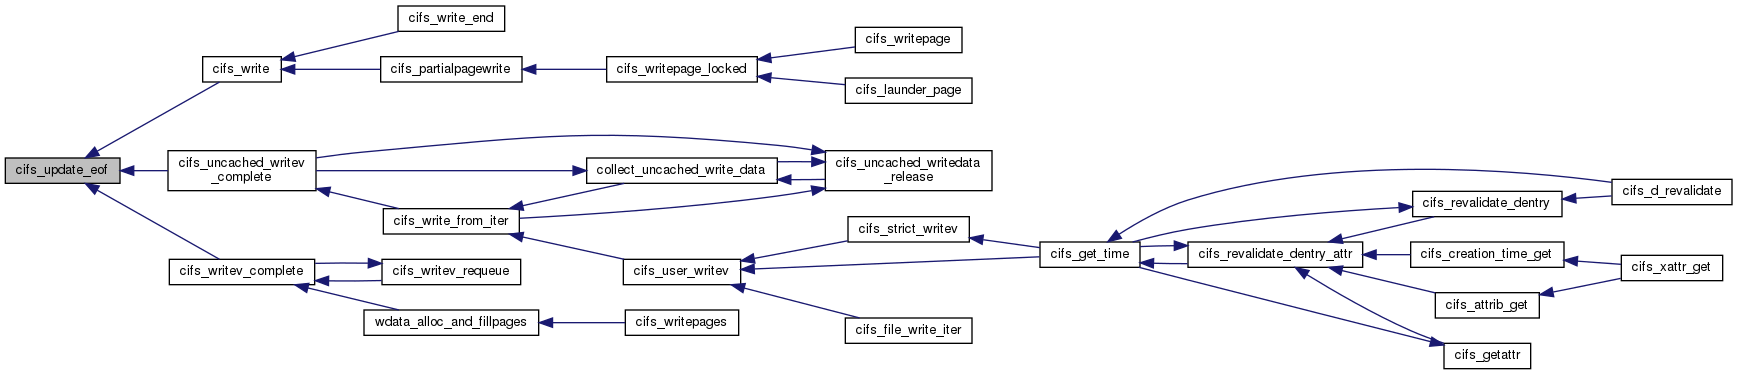 cifs_write_end
cifs_writepage
cifs_write
cifs_partialpagewrite
cifs_writepage_locked
cifs_launder_page
cifs_update_eof
cifs_uncached_writev
_complete
collect_uncached_write_data
cifs_uncached_writedata
_release
cifs_d_revalidate
cifs_revalidate_dentry
cifs_write_from_iter
cifs_strict_writev
cifs_get_time
cifs_revalidate_dentry_attr
cifs_creation_time_get
cifs_xattr_get
cifs_writev_complete
cifs_writev_requeue
cifs_user_writev
cifs_attrib_get
wdata_alloc_and_fillpages
cifs_writepages
cifs_file_write_iter
cifs_getattr